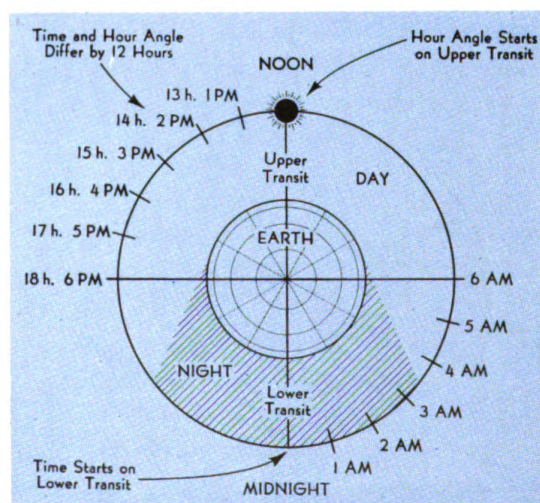 Time and Hour Angle
Differ by 12 Hours
Hour Angle Starts
on Upper Transit
NOON
13 h. 1 PM
14 h. 2 PM
15 h. 3 PM
16 h. 4 PM
17 h. 5 PM
18 h. 6 PM
Upper
Transit
DAY
EARTH
6 AM
5 AM
4 AM
3 AM
2 AM
1 AM
NIGHT
Lower
Transit
Time Starts on
Lower Transit
MIDNIGHT